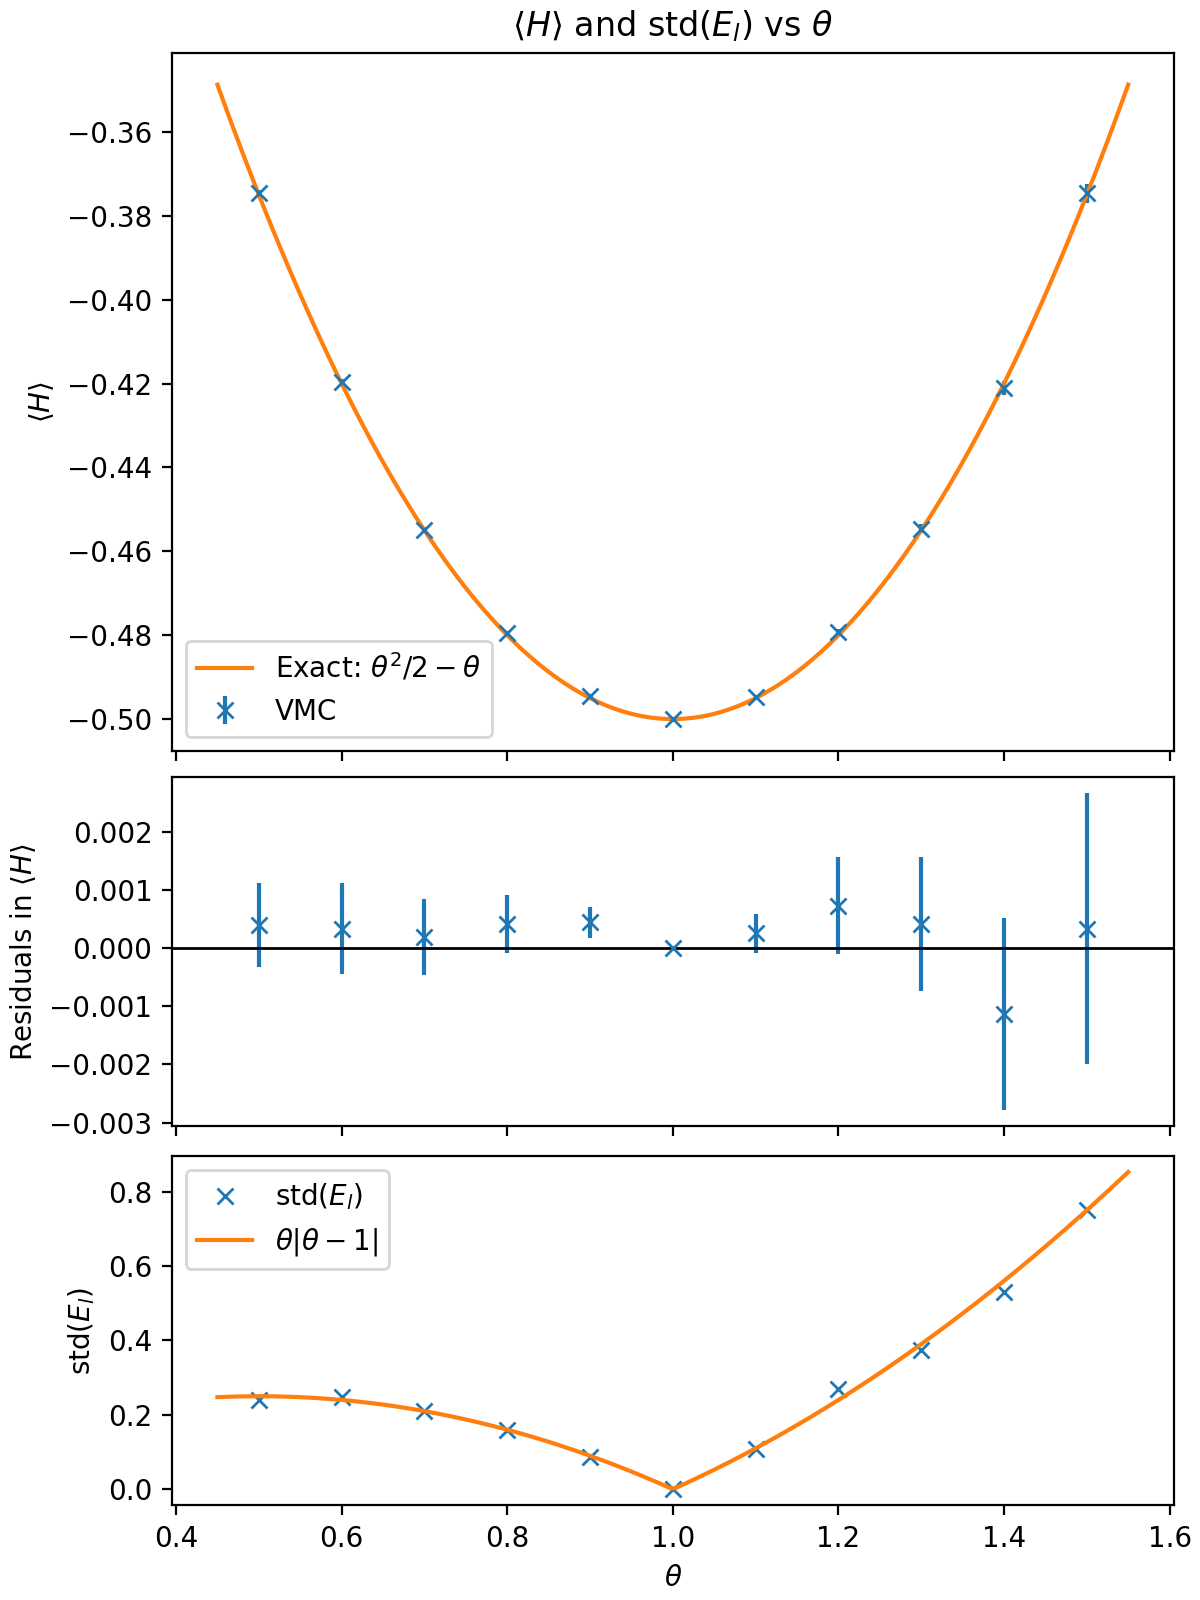 ⟨H⟩ and std(E_l) vs θ
−0.36
−0.38
−0.40
−0.42
−0.44
−0.46
−0.48
−0.50
⟨H⟩
Exact: θ²/2 − θ
VMC
0.002
0.001
0.000
−0.001
−0.002
−0.003
Residuals in ⟨H⟩
0.8
0.6
0.4
0.2
0.0
std(E_l)
std(E_l)
θ|θ − 1|
0.4 0.6 0.8 1.0 1.2 1.4 1.6
θ